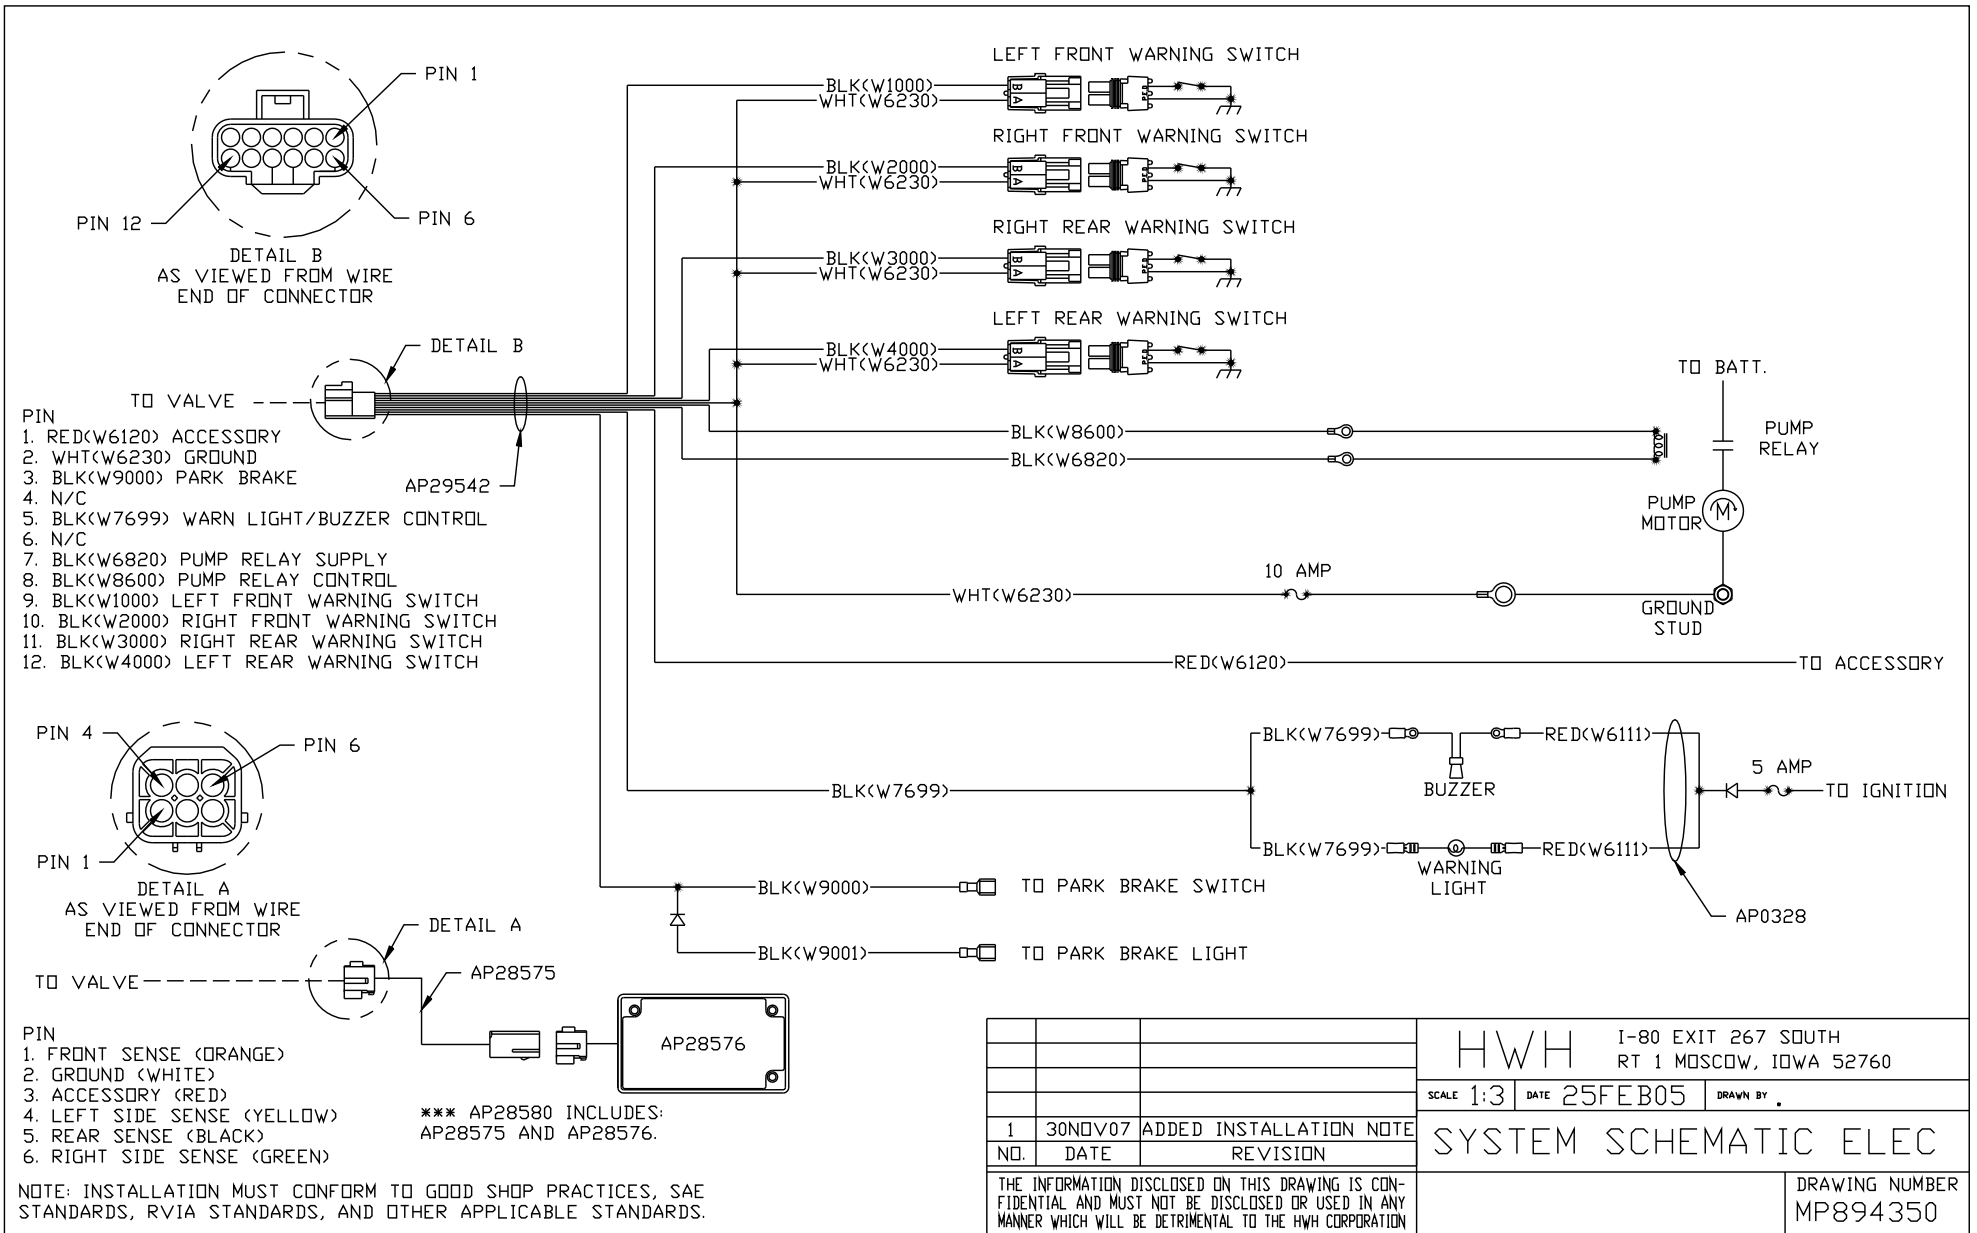 PIN 1
PIN 12
PIN 6
DETAIL B
AS VIEWED FROM WIRE
END OF CONNECTOR
DETAIL B
TO VALVE
AP29542
PIN
1. RED(W6120) ACCESSORY
2. WHT(W6230) GROUND
3. BLK(W9000) PARK BRAKE
4. N/C
5. BLK(W7699) WARN LIGHT/BUZZER CONTROL
6. N/C
7. BLK(W6820) PUMP RELAY SUPPLY
8. BLK(W8600) PUMP RELAY CONTROL
9. BLK(W1000) LEFT FRONT WARNING SWITCH
10. BLK(W2000) RIGHT FRONT WARNING SWITCH
11. BLK(W3000) RIGHT REAR WARNING SWITCH
12. BLK(W4000) LEFT REAR WARNING SWITCH
LEFT FRONT WARNING SWITCH
BLK(W1000)
WHT(W6230)
B
A
RIGHT FRONT WARNING SWITCH
BLK(W2000)
WHT(W6230)
B
A
RIGHT REAR WARNING SWITCH
BLK(W3000)
WHT(W6230)
B
A
LEFT REAR WARNING SWITCH
BLK(W4000)
WHT(W6230)
B
A
TO BATT.
BLK(W8600)
BLK(W6820)
PUMP
RELAY
PUMP
MOTOR
M
10 AMP
WHT(W6230)
GROUND
STUD
RED(W6120)
TO ACCESSORY
BLK(W7699)
RED(W6111)
BUZZER
5 AMP
TO IGNITION
BLK(W7699)
BLK(W7699)
RED(W6111)
WARNING
LIGHT
AP0328
BLK(W9000)
TO PARK BRAKE SWITCH
BLK(W9001)
TO PARK BRAKE LIGHT
PIN 4
PIN 6
PIN 1
DETAIL A
AS VIEWED FROM WIRE
END OF CONNECTOR
DETAIL A
TO VALVE
AP28575
AP28576
PIN
1. FRONT SENSE (ORANGE)
2. GROUND (WHITE)
3. ACCESSORY (RED)
4. LEFT SIDE SENSE (YELLOW)
5. REAR SENSE (BLACK)
6. RIGHT SIDE SENSE (GREEN)
*** AP28580 INCLUDES:
AP28575 AND AP28576.
NOTE: INSTALLATION MUST CONFORM TO GOOD SHOP PRACTICES, SAE
STANDARDS, RVIA STANDARDS, AND OTHER APPLICABLE STANDARDS.
1 30NOV07 ADDED INSTALLATION NOTE
NO. DATE REVISION
THE INFORMATION DISCLOSED ON THIS DRAWING IS CON-
FIDENTIAL AND MUST NOT BE DISCLOSED OR USED IN ANY
MANNER WHICH WILL BE DETRIMENTAL TO THE HWH CORPORATION
HWH
I-80 EXIT 267 SOUTH
RT 1 MOSCOW, IOWA 52760
SCALE 1:3 DATE 25FEB05 DRAWN BY .
SYSTEM SCHEMATIC ELEC
DRAWING NUMBER
MP894350